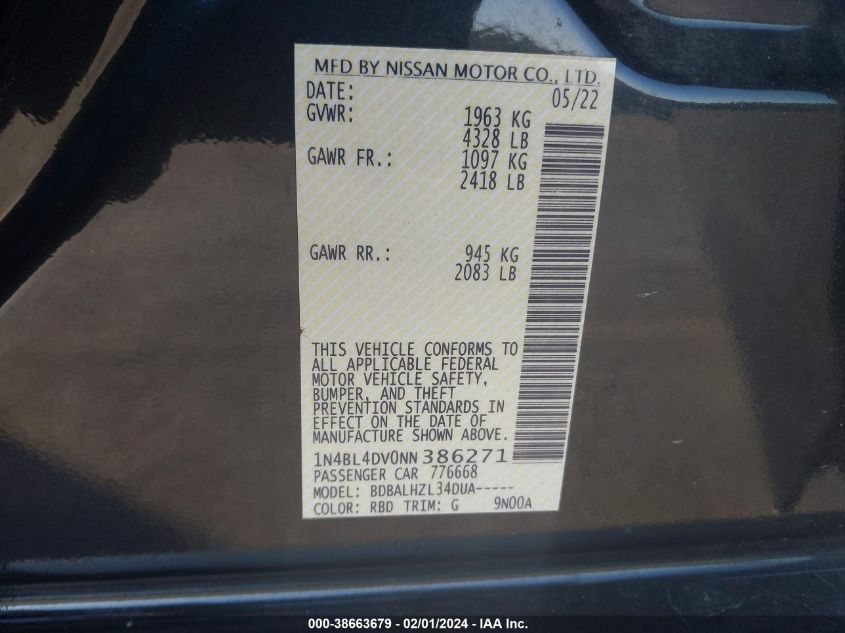 MFD BY NISSAN MOTOR CO., LTD.
DATE: 05/22
GVWR: 1963 KG
4328 LB
GAWR FR.: 1097 KG
2418 LB
GAWR RR.: 945 KG
2083 LB
THIS VEHICLE CONFORMS TO
ALL APPLICABLE FEDERAL
MOTOR VEHICLE SAFETY,
BUMPER, AND THEFT
PREVENTION STANDARDS IN
EFFECT ON THE DATE OF
MANUFACTURE SHOWN ABOVE.
1N4BL4DV0NN 386271
PASSENGER CAR 776668
MODEL: BDBALHZL34DUA-----
COLOR: RBD TRIM: G 9N00A
000-38663679 - 02/01/2024 - IAA Inc.